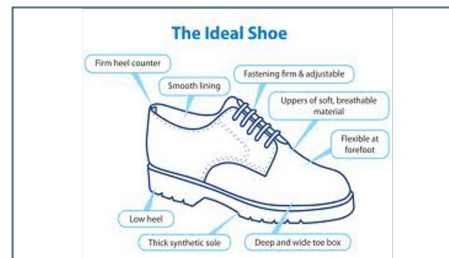 The Ideal Shoe
Firm heel counter
Smooth lining
Fastening firm & adjustable
Uppers of soft, breathable
material
Flexible at
forefoot
Low heel
Thick synthetic sole
Deep and wide toe box